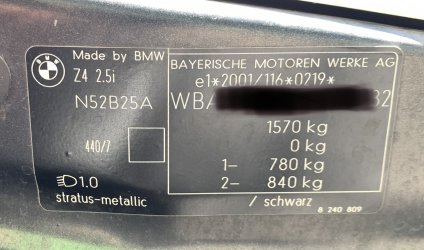 BMW
Made by BMW
Z4 2.5i
N52B25A
440/7
1.0
stratus-metallic
BAYERISCHE MOTOREN WERKE AG
e1*2001/116*0219*
WBA 32
1570 kg
0 kg
1- 780 kg
2- 840 kg
/ schwarz
8 240 809